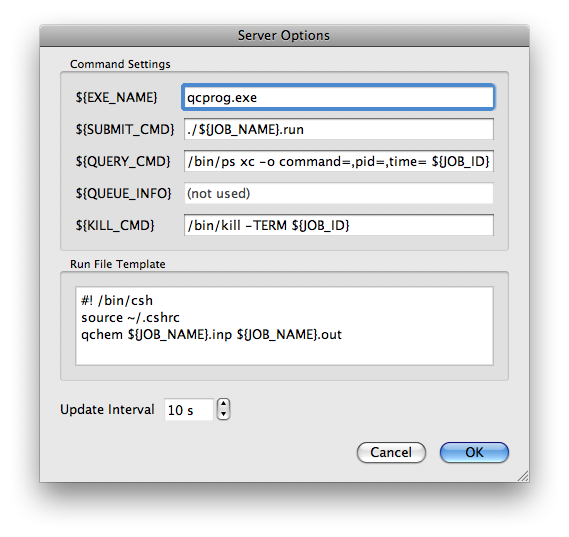 Server Options
Command Settings
${EXE_NAME} qcprog.exe
${SUBMIT_CMD} ./${JOB_NAME}.run
${QUERY_CMD} /bin/ps xc -o command=,pid=,time= ${JOB_ID}
${QUEUE_INFO} (not used)
${KILL_CMD} /bin/kill -TERM ${JOB_ID}
Run File Template
#! /bin/csh
source ~/.cshrc
qchem ${JOB_NAME}.inp ${JOB_NAME}.out
Update Interval 10 s
Cancel OK